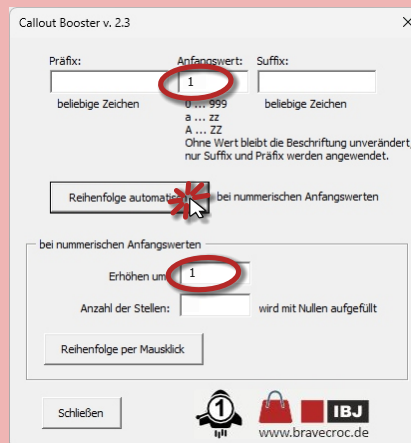 Callout Booster v. 2.3
Präfix: Anfangswert: Suffix:
1
beliebige Zeichen 0 ... 999 beliebige Zeichen
a ... zz
A ... ZZ
Ohne Wert bleibt die Beschriftung unverändert,
nur Suffix und Präfix werden angewendet.
Reihenfolge bei nummerischen Anfangswerten
bei nummerischen Anfangswerten
Erhöhen um 1
Anzahl der Stellen: wird mit Nullen aufgefüllt
Reihenfolge per Mausklick
Schließen 1 IBJ
www.bravecroc.de